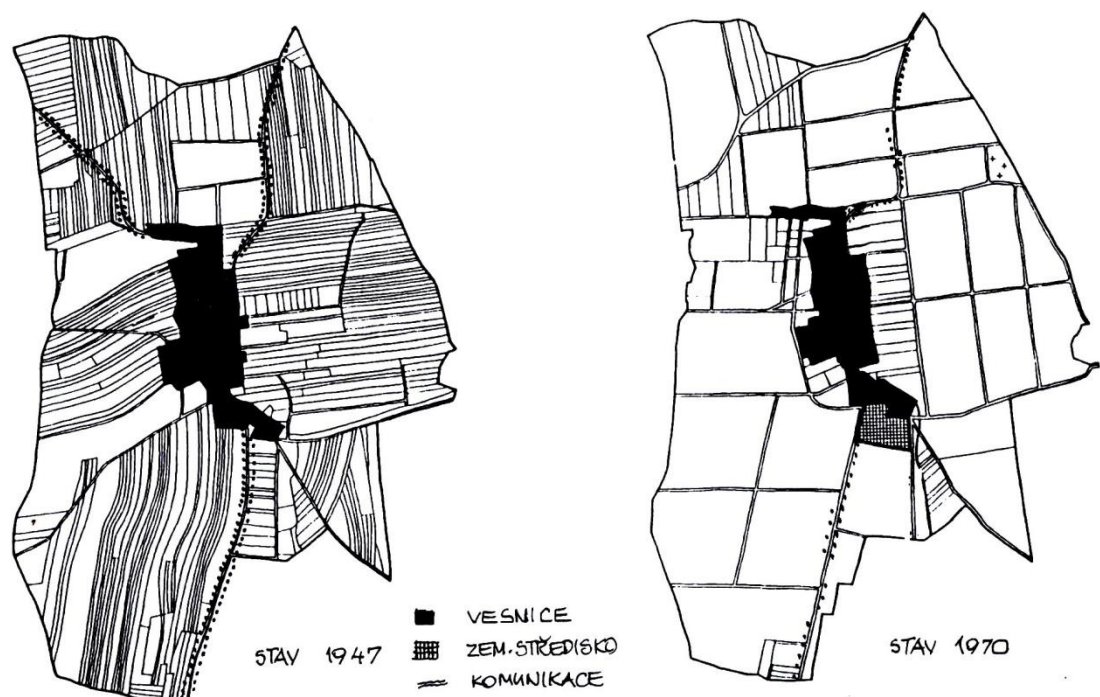 STAV 1947
VESNICE
ZEM. STŘEDISKO
KOMUNIKACE
STAV 1970